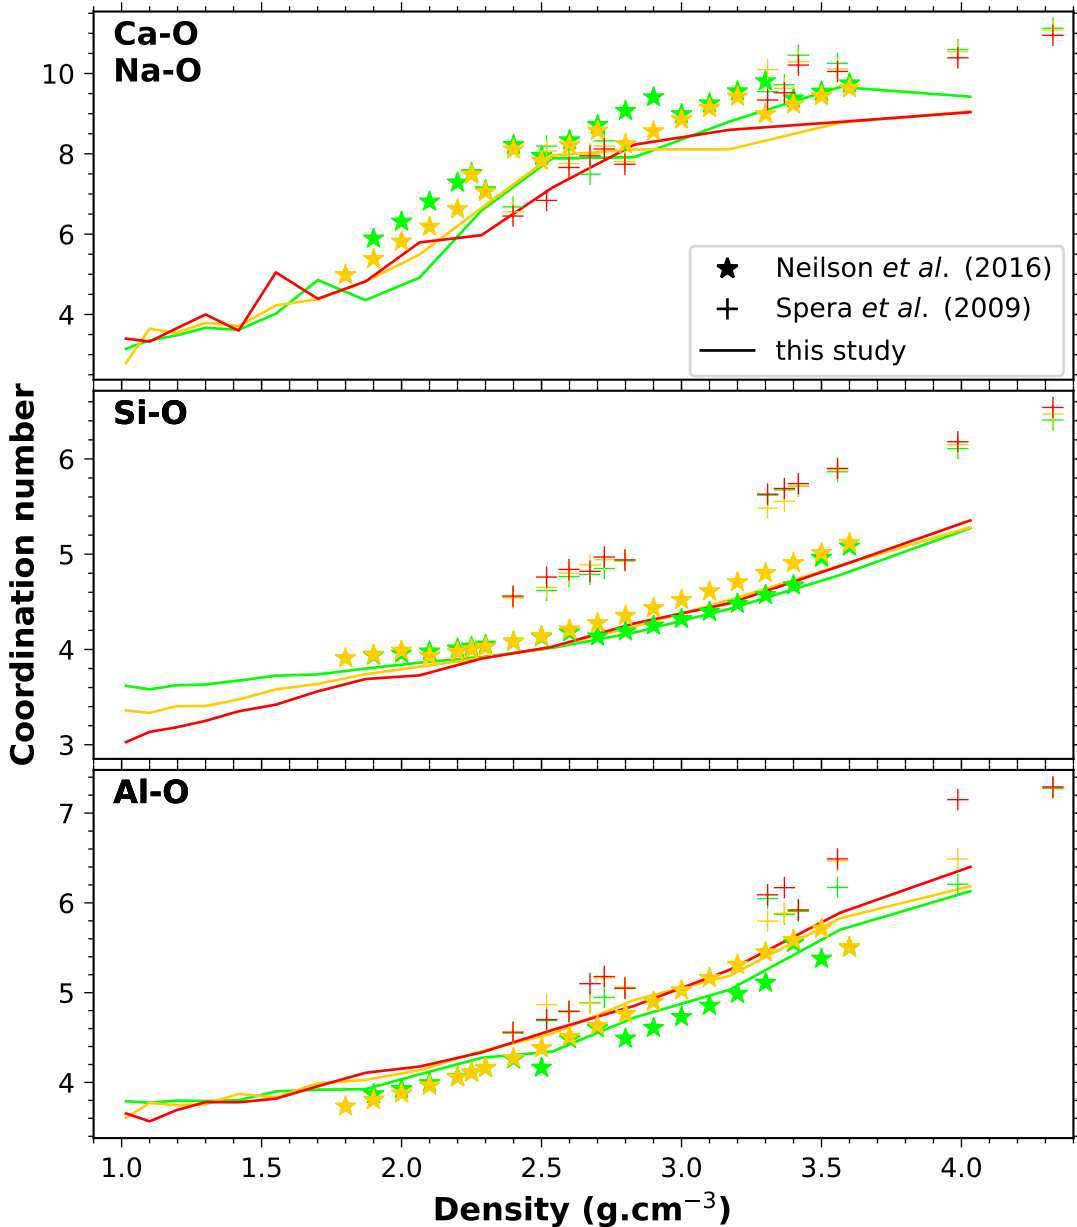 Ca-O
Na-O
10
8
6
4
Neilson et al. (2016)
Spera et al. (2009)
this study
Coordination number
Si-O
6
5
4
3
Al-O
7
6
5
4
1.0 1.5 2.0 2.5 3.0 3.5 4.0
Density (g.cm⁻³)